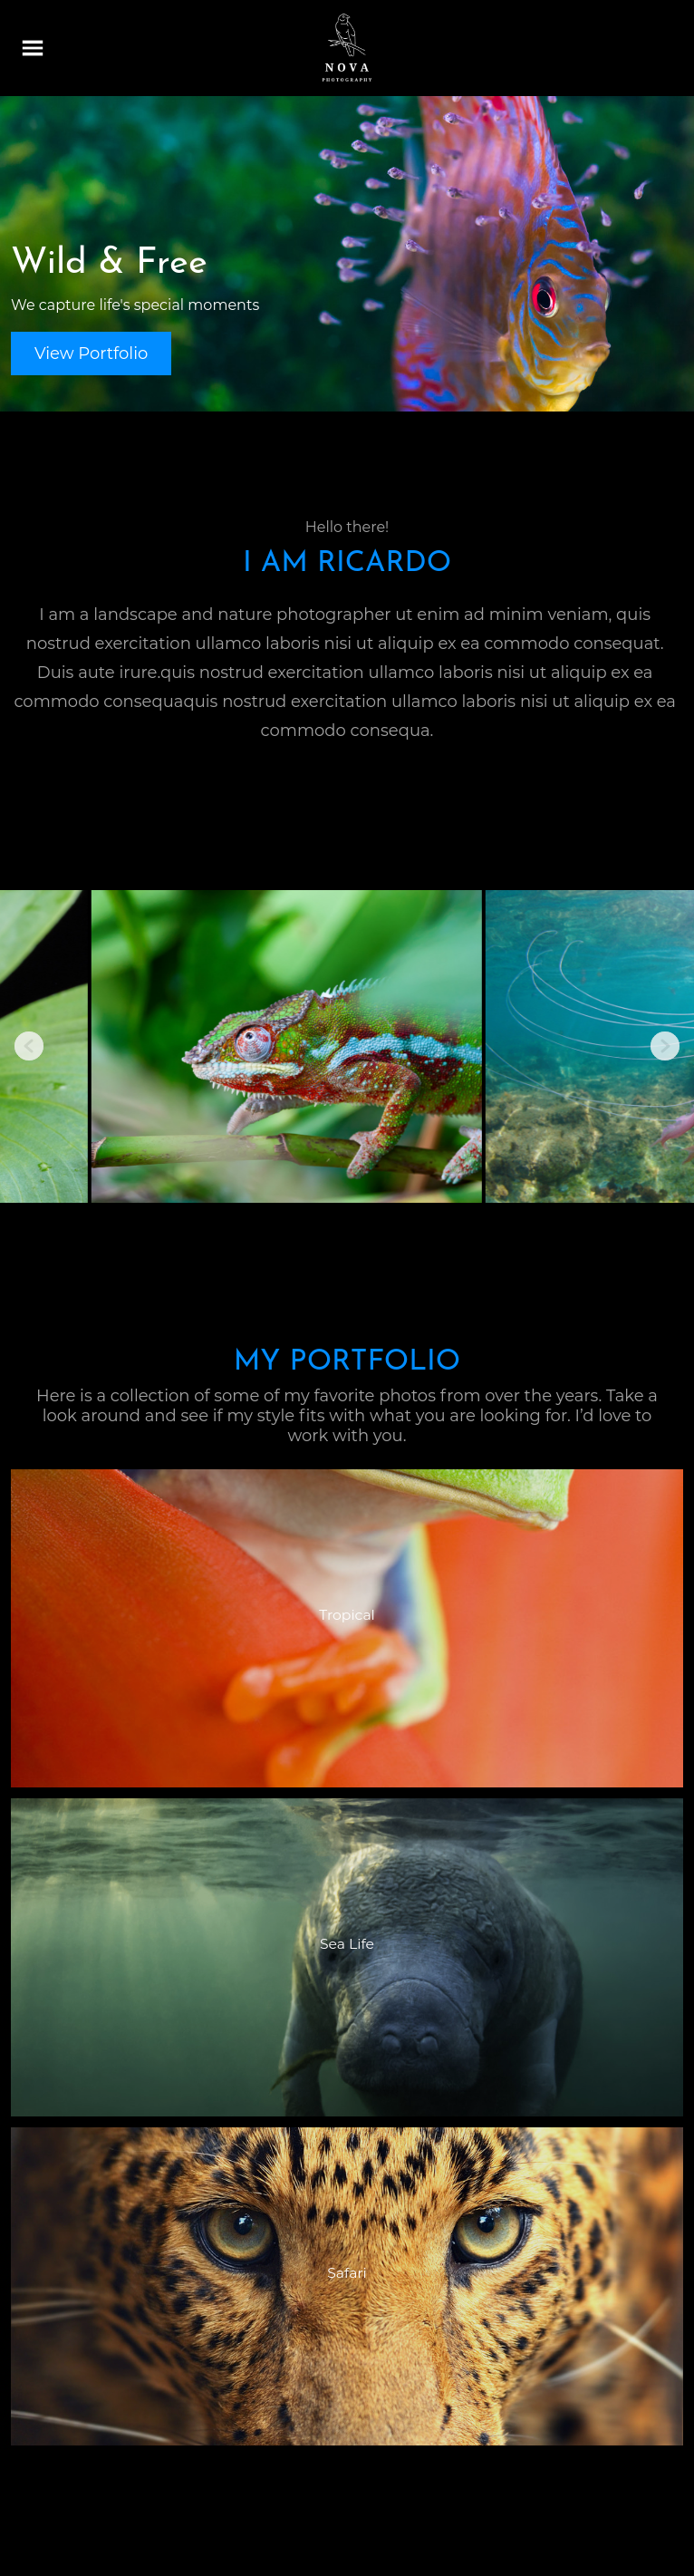 NOVA
PHOTOGRAPHY
Wild & Free
We capture life's special moments
View Portfolio
Hello there!
I AM RICARDO
I am a landscape and nature photographer ut enim ad minim veniam, quis
nostrud exercitation ullamco laboris nisi ut aliquip ex ea commodo consequat.
Duis aute irure.quis nostrud exercitation ullamco laboris nisi ut aliquip ex ea
commodo consequaquis nostrud exercitation ullamco laboris nisi ut aliquip ex ea
commodo consequa.
MY PORTFOLIO
Here is a collection of some of my favorite photos from over the years. Take a
look around and see if my style fits with what you are looking for. I’d love to
work with you.
Tropical
Sea Life
Safari